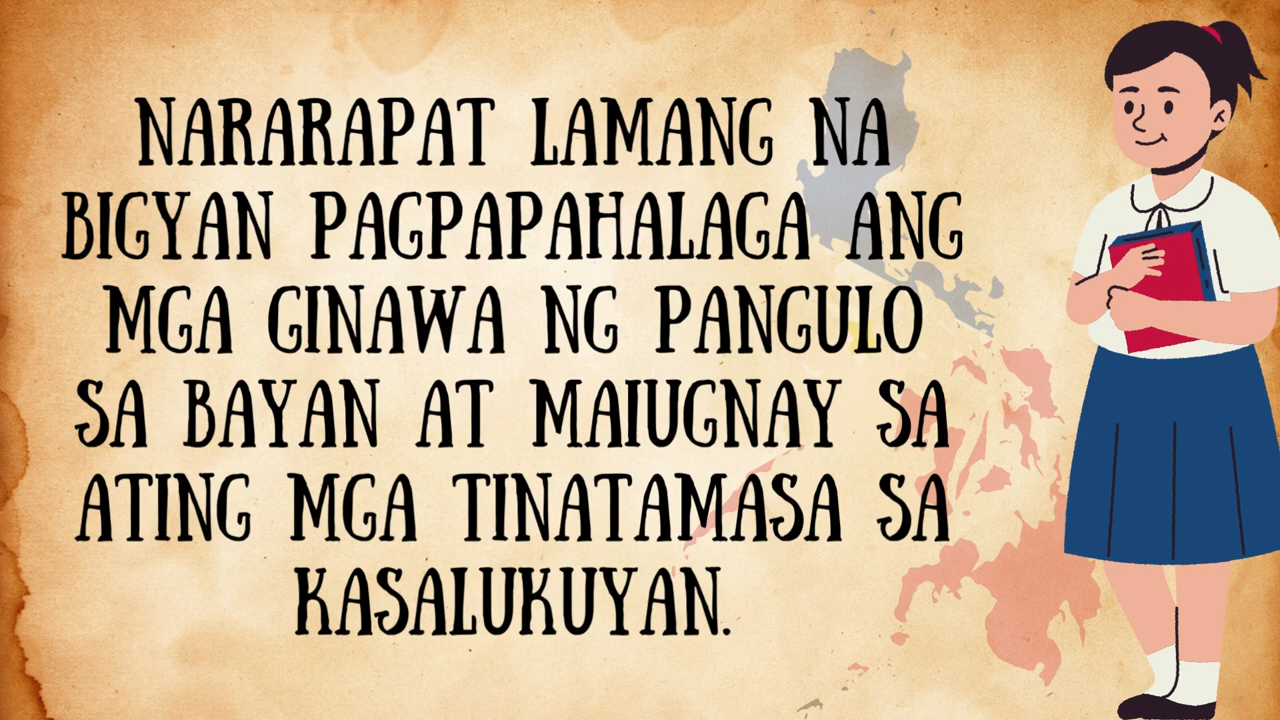 NARARAPAT LAMANG NA
BIGYAN PAGPAPAHALAGA ANG
MGA GINAWA NG PANGULO
SA BAYAN AT MAIUGNAY SA
ATING MGA TINATAMASA SA
KASALUKUYAN.